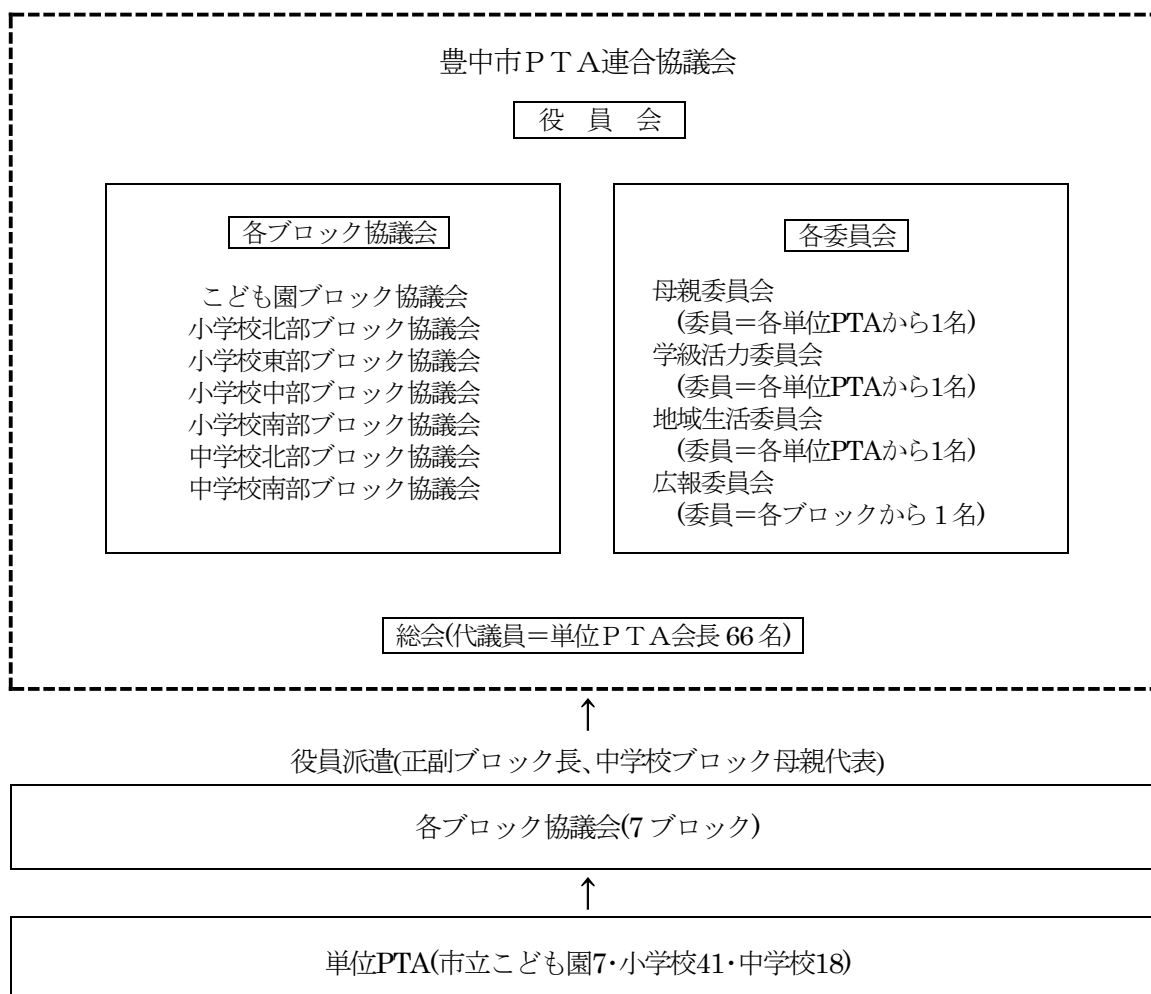 豊中市ＰＴＡ連合協議会
役　員　会
各ブロック協議会
こども園ブロック協議会
小学校北部ブロック協議会
小学校東部ブロック協議会
小学校中部ブロック協議会
小学校南部ブロック協議会
中学校北部ブロック協議会
中学校南部ブロック協議会
各委員会
母親委員会
(委員＝各単位PTAから1名)
学級活力委員会
(委員＝各単位PTAから1名)
地域生活委員会
(委員＝各単位PTAから1名)
広報委員会
(委員＝各ブロックから１名)
総会(代議員＝単位ＰＴＡ会長 66 名)
↑
役員派遣(正副ブロック長、中学校ブロック母親代表)
各ブロック協議会(7 ブロック)
↑
単位PTA(市立こども園7・小学校41・中学校18)